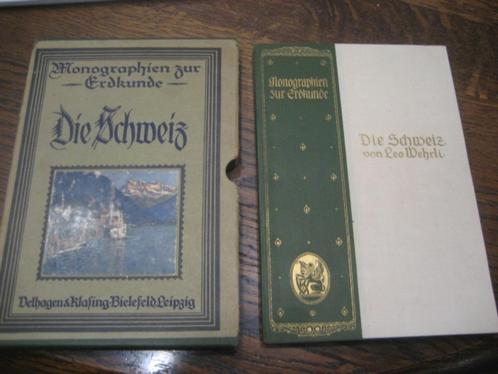 Monographien zur
Erdkunde
Die Schweiz
Velhagen & Klasing·Bielefeld·Leipzig
Monographien
zur Erdkunde
Die Schweiz
von Leo Wehrli